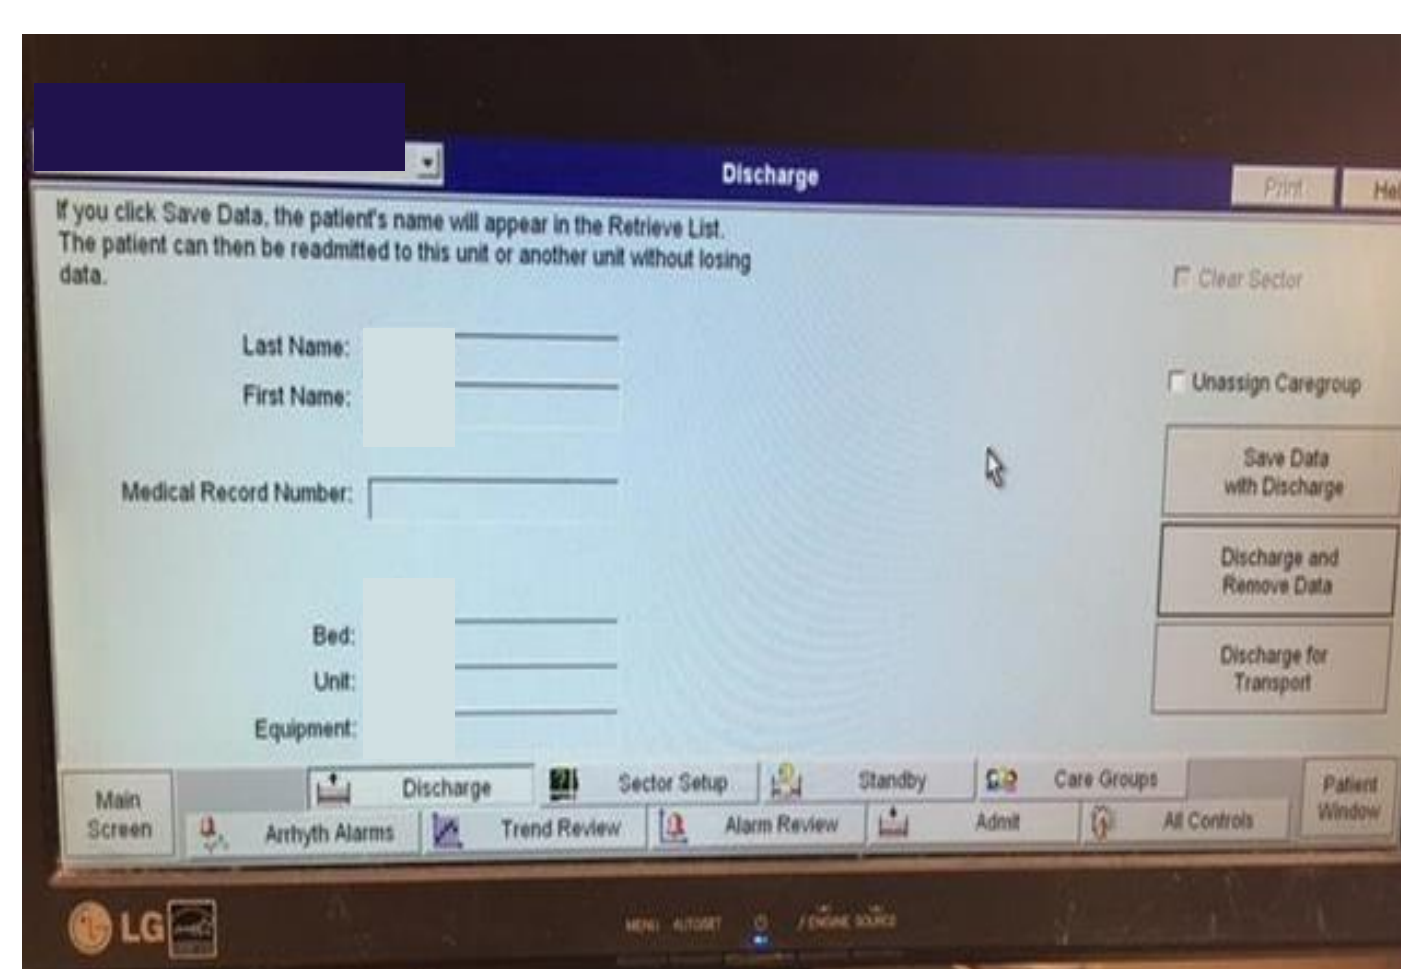 Discharge
Print
Hel
If you click Save Data, the patient's name will appear in the Retrieve List.
The patient can then be readmitted to this unit or another unit without losing
data.
Clear Sector
Last Name:
First Name:
Unassign Caregroup
Medical Record Number:
Save Data
with Discharge
Discharge and
Remove Data
Bed:
Unit:
Equipment:
Discharge for
Transport
Main
Screen
Discharge
Sector Setup
Standby
Care Groups
Patient
Window
Arrhyth Alarms
Trend Review
Alarm Review
Admit
All Controls
LG
MENU AUTOSET ENGINE SOURCE